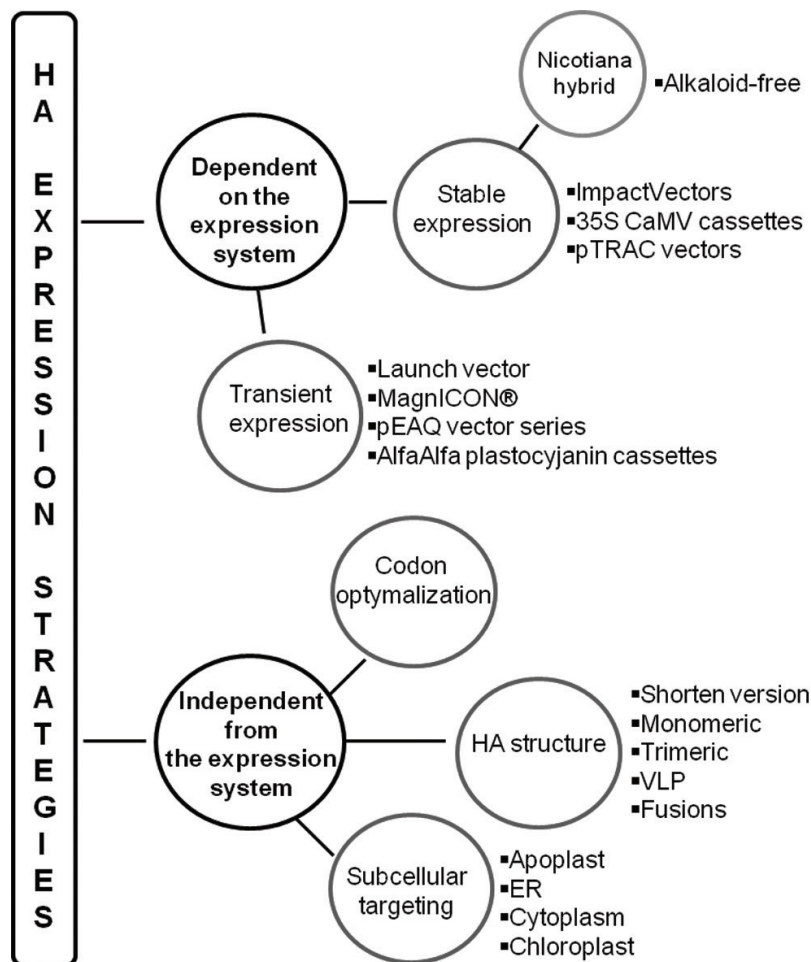 HA EXPRESSION STRATEGIES
Nicotiana
hybrid
▪Alkaloid-free
Dependent
on the
expression
system
Stable
expression
▪ImpactVectors
▪35S CaMV cassettes
▪pTRAC vectors
Transient
expression
▪Launch vector
▪MagnICON®
▪pEAQ vector series
▪AlfaAlfa plastocyjanin cassettes
Codon
optymalization
Independent
from
the expression
system
HA structure
▪Shorten version
▪Monomeric
▪Trimeric
▪VLP
▪Fusions
Subcellular
targeting
▪Apoplast
▪ER
▪Cytoplasm
▪Chloroplast